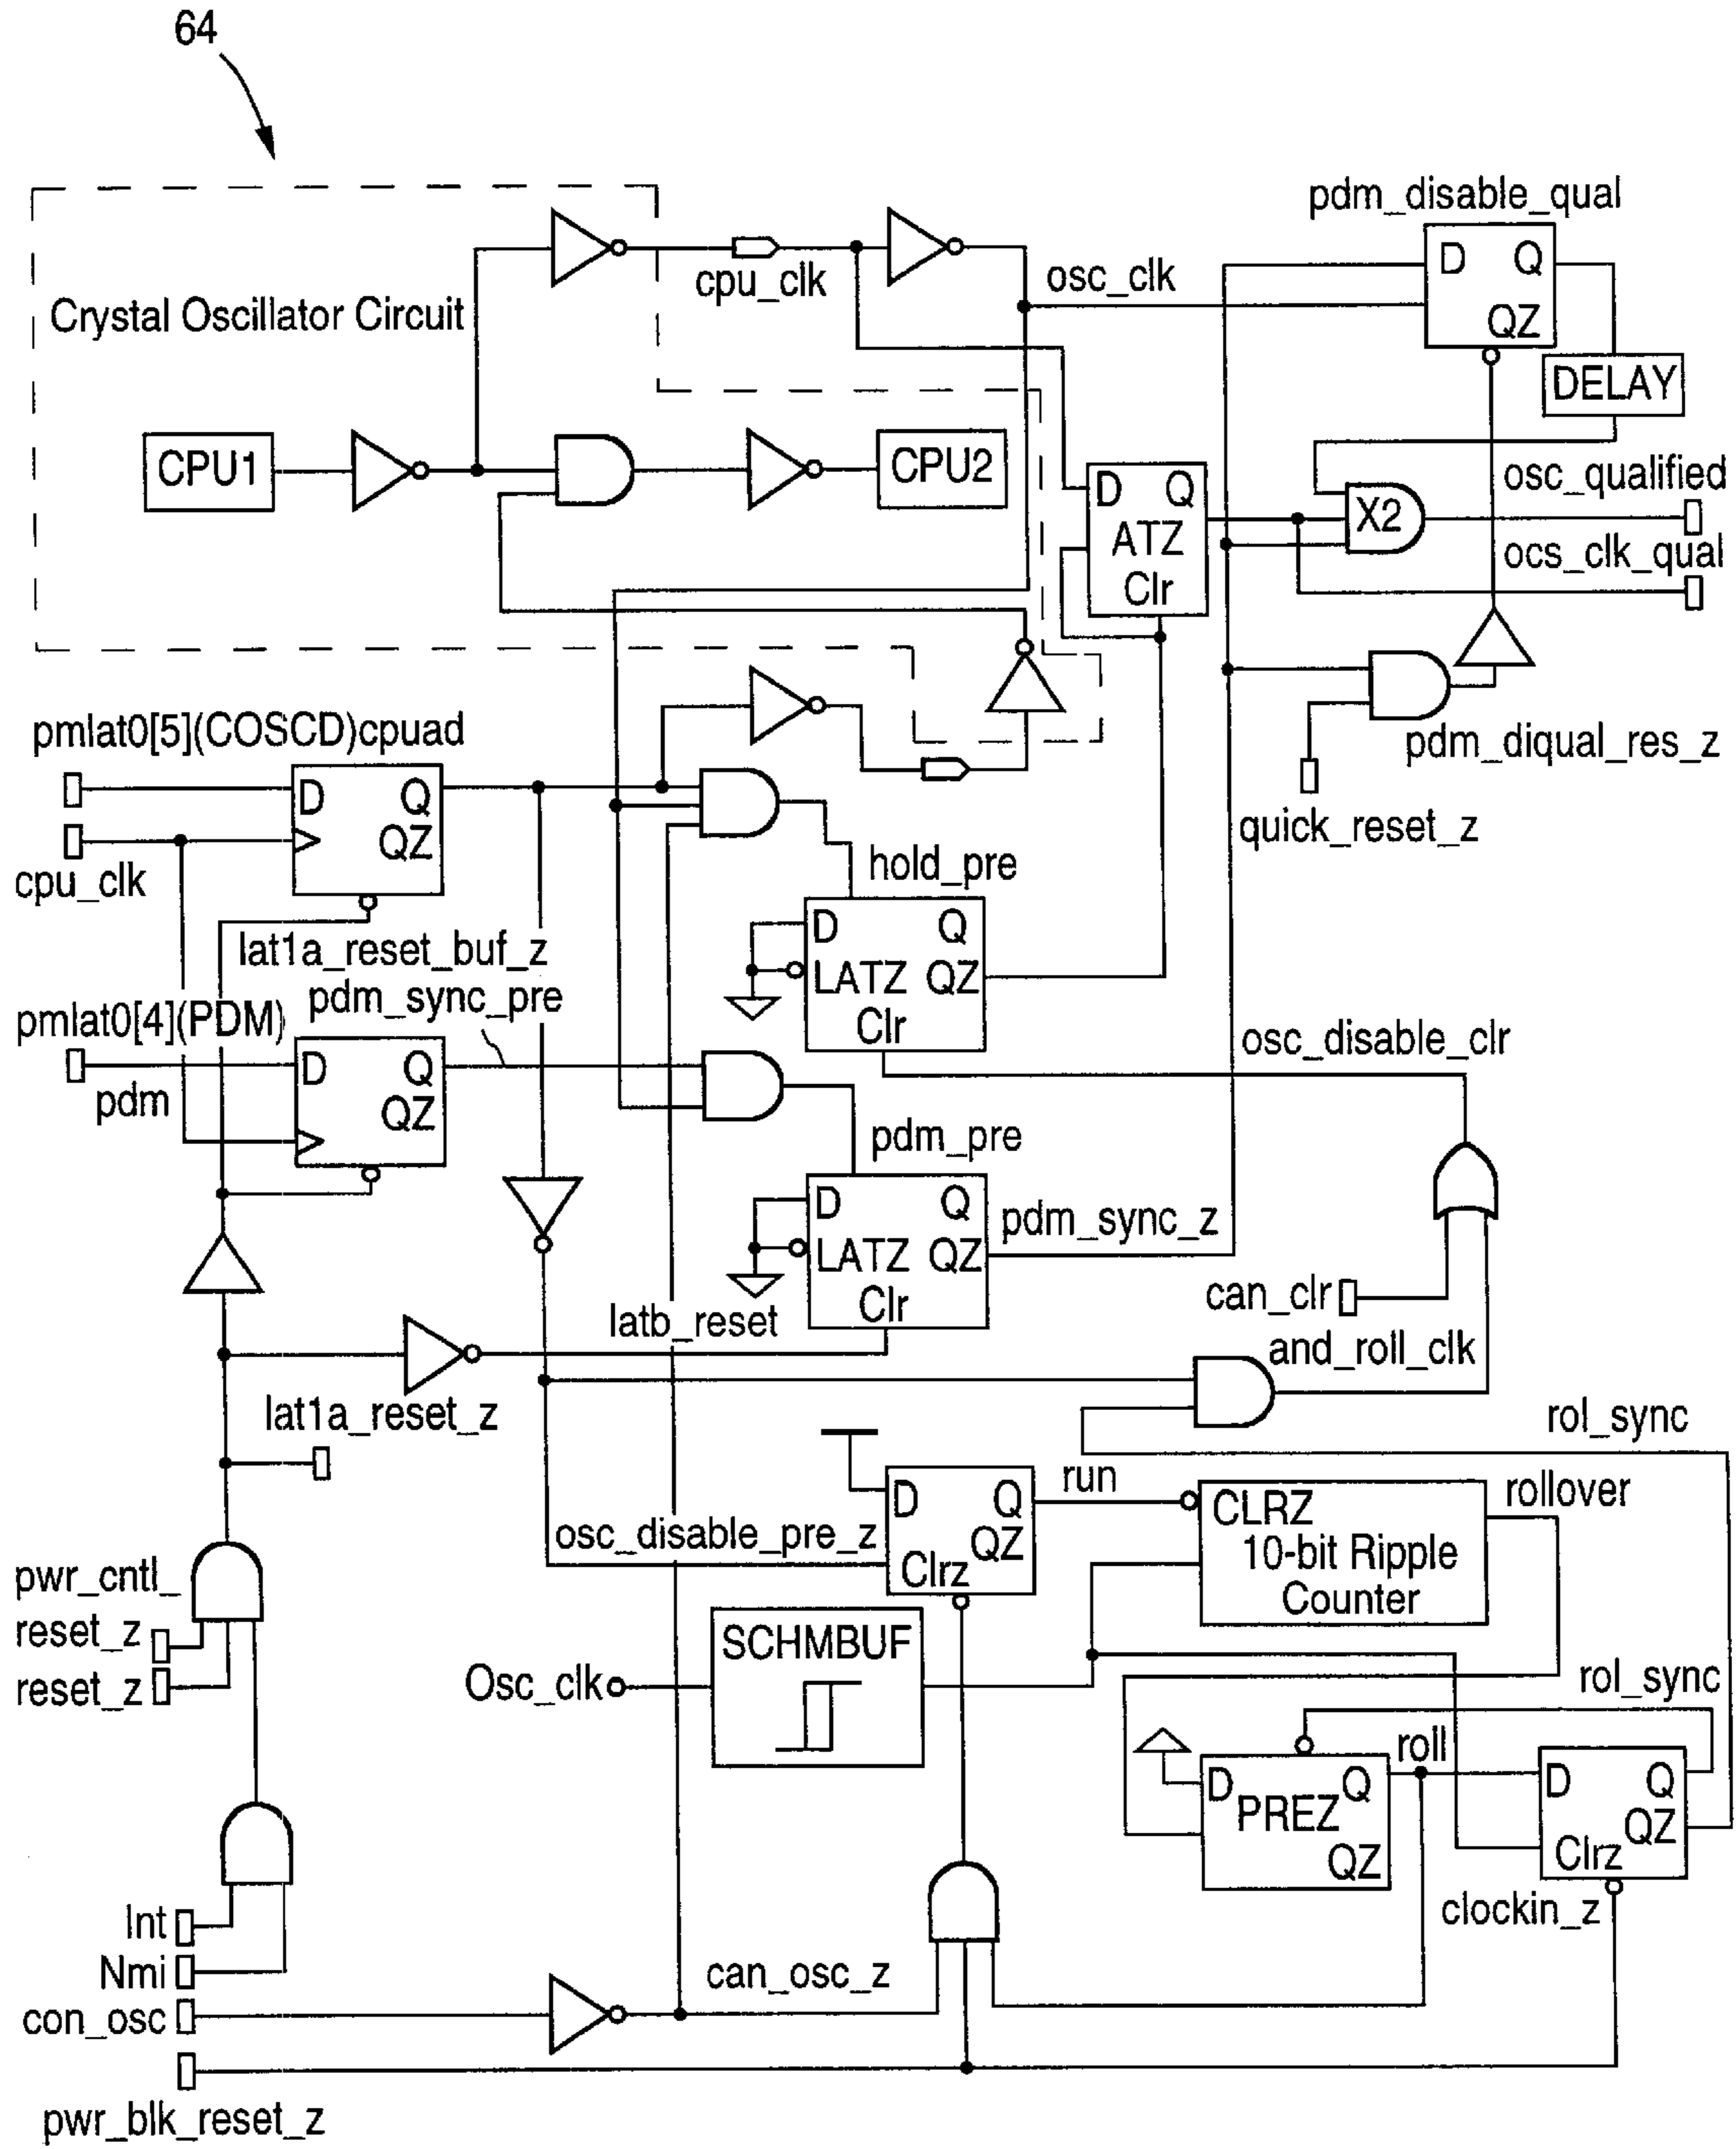 64
pdm_disable_qual
D Q
QZ
cpu_clk
osc_clk
Crystal Oscillator Circuit
DELAY
CPU1
CPU2
D Q
ATZ
Clr
X2
osc_qualified
ocs_clk_qual
pmlat0[5](COSCD)cpuad
D Q
QZ
cpu_clk
pdm_diqual_res_z
quick_reset_z
hold_pre
lat1a_reset_buf_z
D Q
LATZ QZ
Clr
pdm_sync_pre
pmlat0[4](PDM)
D Q
QZ
pdm
osc_disable_clr
pdm_pre
D Q
LATZ QZ
Clr
pdm_sync_z
can_clr
latb_reset
and_roll_clk
lat1a_reset_z
rol_sync
run
D Q
QZ
Clrz
CLRZ
10-bit Ripple
Counter
rollover
osc_disable_pre_z
pwr_cntl_
reset_z
reset_z
SCHMBUF
Osc_clk
rol_sync
roll
D Q
PREZ
QZ
D Q
QZ
Clrz
clockin_z
Int
Nmi
can_osc_z
con_osc
pwr_blk_reset_z